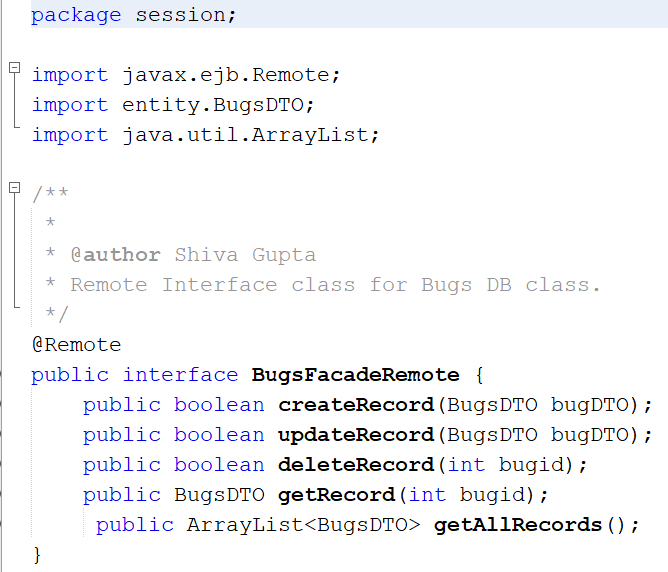 package session;
import javax.ejb.Remote;
import entity.BugsDTO;
import java.util.ArrayList;
/**
 *
 * @author Shiva Gupta
 * Remote Interface class for Bugs DB class.
 */
@Remote
public interface BugsFacadeRemote {
    public boolean createRecord(BugsDTO bugDTO);
    public boolean updateRecord(BugsDTO bugDTO);
    public boolean deleteRecord(int bugid);
    public BugsDTO getRecord(int bugid);
     public ArrayList<BugsDTO> getAllRecords();
}